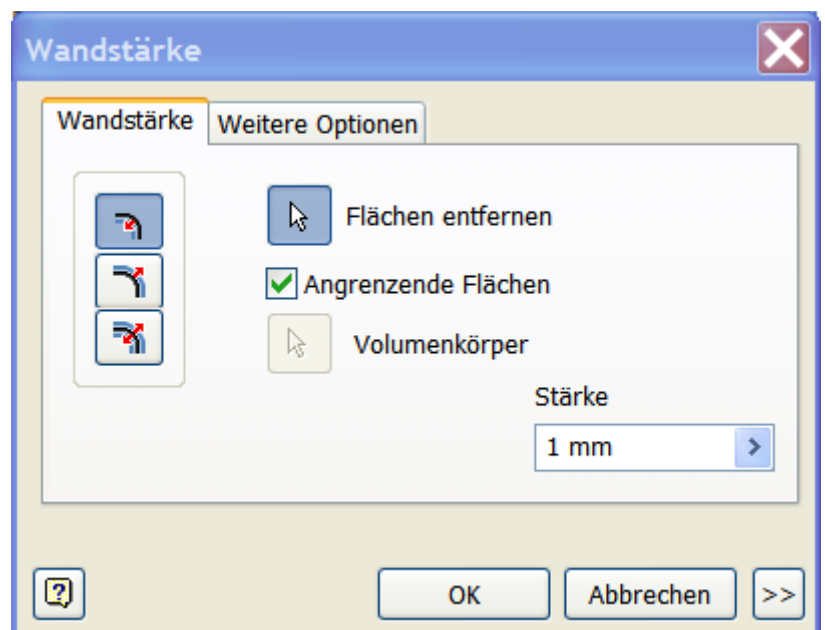 Wandstärke
Wandstärke Weitere Optionen
Flächen entfernen
Angrenzende Flächen
Volumenkörper
Stärke
1 mm >
? OK Abbrechen >>